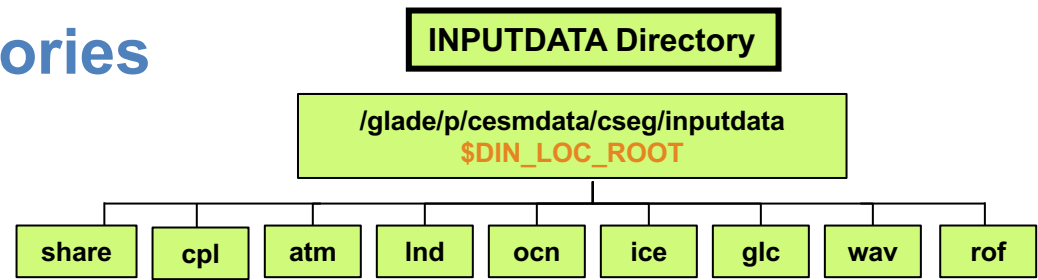 ories
INPUTDATA Directory
/glade/p/cesmdata/cseg/inputdata
$DIN_LOC_ROOT
share cpl atm lnd ocn ice glc wav rof